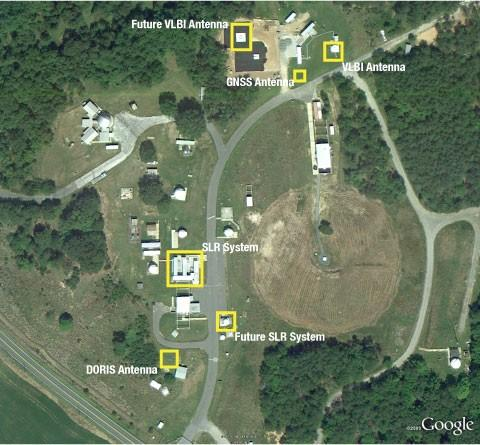 Future VLBI Antenna
VLBI Antenna
GNSS Antenna
SLR System
Future SLR System
DORIS Antenna
Google